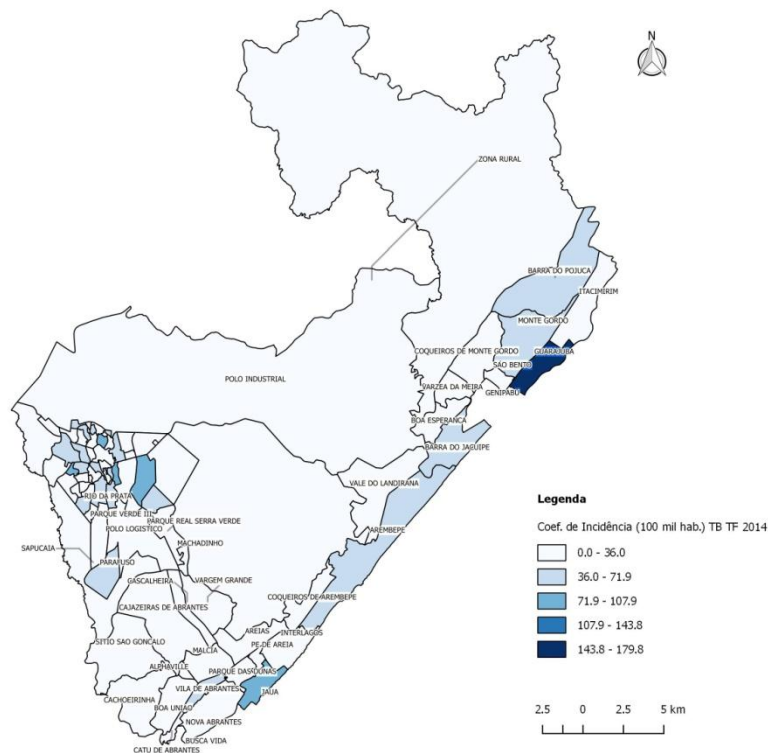 N
ZONA RURAL
BARRA DO POJUCA
ITACIMIRIM
MONTE GORDO
COQUEIROS DE MONTE GORDO
GUARAJUBA
SÃO BENTO
POLO INDUSTRIAL
VARZEA DA MEIRA
GENIPABU
BOA ESPERANCA
BARRA DO JACUIPE
VALE DO LANDIRANA
RIO DA PRATA
PARQUE VERDE III
PARQUE REAL SERRA VERDE
POLO LOGISTICO
AREMBEPE
MACHADINHO
SAPUCAIA
PARAFUSO
GASCALHEIRA
VARGEM GRANDE
COQUEIROS DE AREMBEPE
CAJAZEIRAS DE ABRANTES
AREIAS
INTERLAGOS
SITIO SAO GONCALO
PE DE AREIA
MALCIA
ALPHAVILLE
PARQUE DAS DUNAS
VILA DE ABRANTES
JAUA
CACHOEIRINHA
BOA UNIAO
NOVA ABRANTES
BUSCA VIDA
CATU DE ABRANTES
Legenda
Coef. de Incidência (100 mil hab.) TB TF 2014
0.0 - 36.0
36.0 - 71.9
71.9 - 107.9
107.9 - 143.8
143.8 - 179.8
2.5 0 2.5 5 km